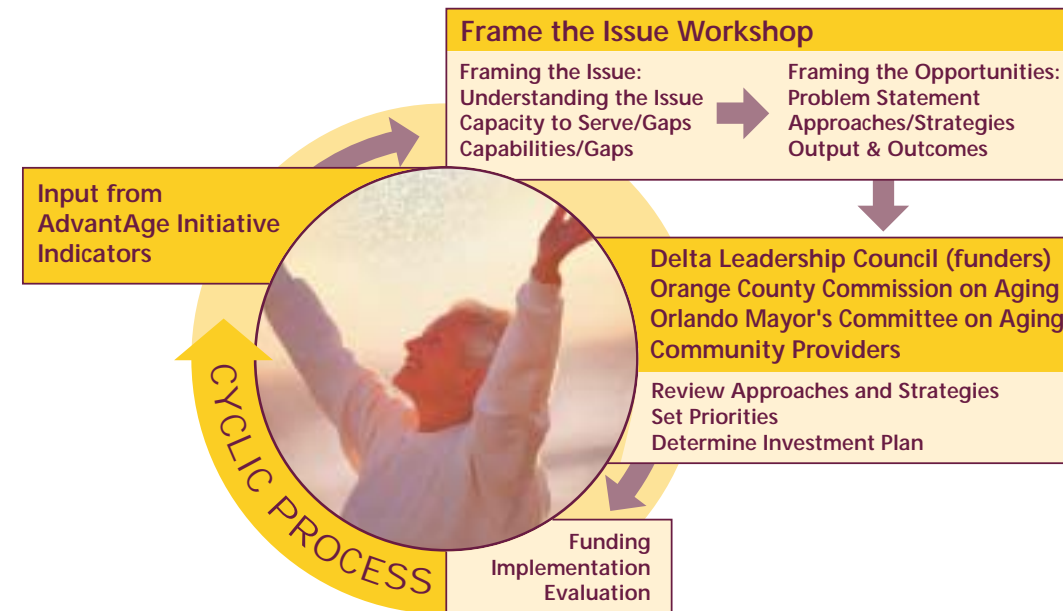 Frame the Issue Workshop
Framing the Issue:
Understanding the Issue
Capacity to Serve/Gaps
Capabilities/Gaps
Framing the Opportunities:
Problem Statement
Approaches/Strategies
Output & Outcomes
Input from
AdvantAge Initiative
Indicators
Delta Leadership Council (funders)
Orange County Commission on Aging
Orlando Mayor's Committee on Aging
Community Providers
Review Approaches and Strategies
Set Priorities
Determine Investment Plan
Funding
Implementation
Evaluation
CYCLIC PROCESS